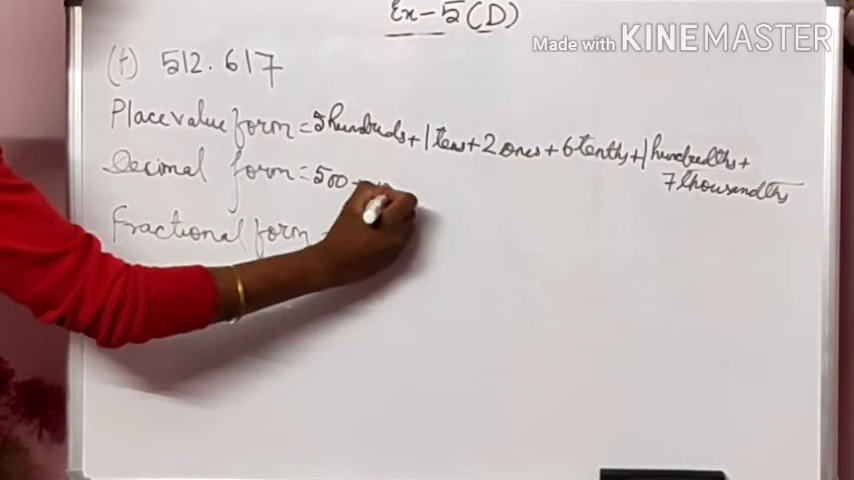 Ex-5(D)
Made with KINEMASTER
(f) 512.617
Place value form = 5 hundreds + 1 tens + 2 ones + 6 tenths + 1 hundredths +
7 thousandths
Decimal form = 500
Fractional form =